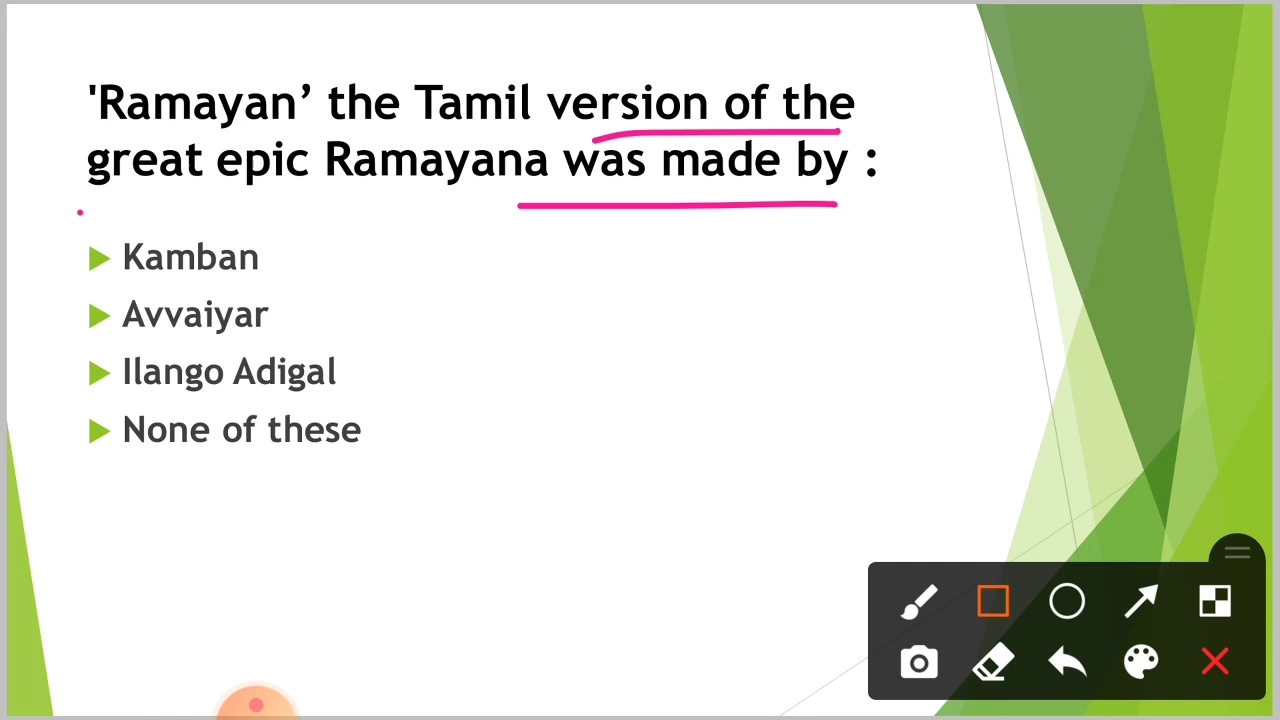 'Ramayan’ the Tamil version of the
great epic Ramayana was made by :
Kamban
Avvaiyar
Ilango Adigal
None of these